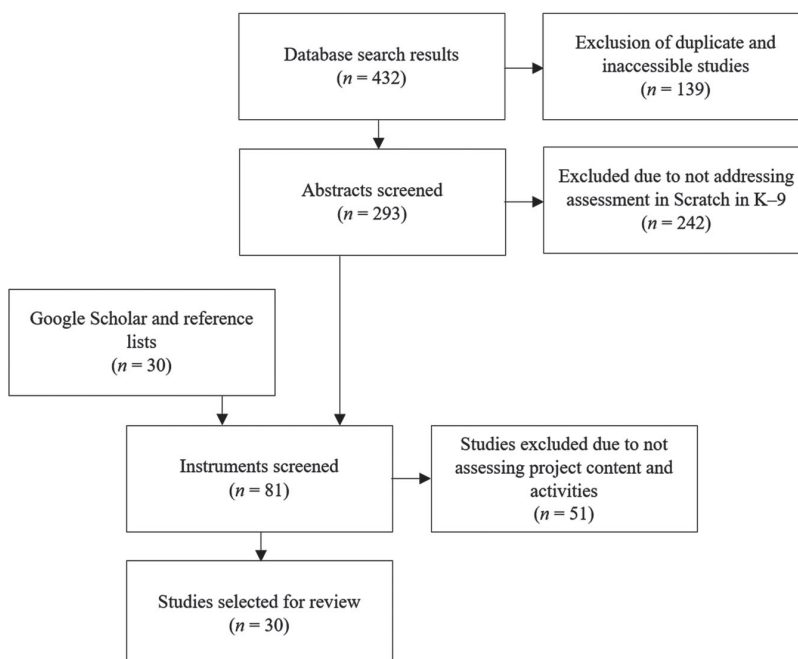 Database search results
(n = 432)
Exclusion of duplicate and
inaccessible studies
(n = 139)
Abstracts screened
(n = 293)
Excluded due to not addressing
assessment in Scratch in K–9
(n = 242)
Google Scholar and reference
lists
(n = 30)
Instruments screened
(n = 81)
Studies excluded due to not
assessing project content and
activities
(n = 51)
Studies selected for review
(n = 30)